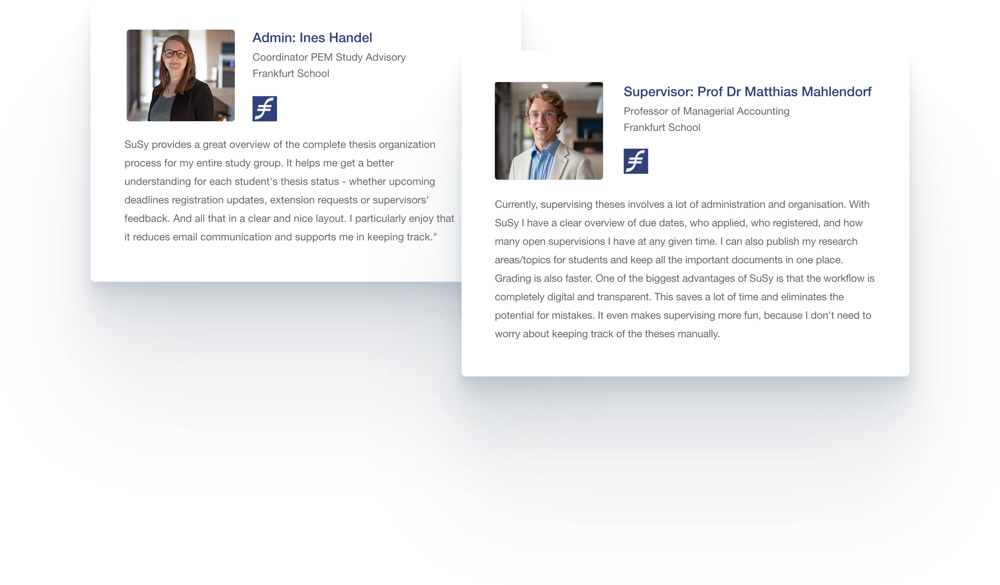 Admin: Ines Handel
Coordinator PEM Study Advisory
Frankfurt School
SuSy provides a great overview of the complete thesis organization
process for my entire study group. It helps me get a better
understanding for each student's thesis status - whether upcoming
deadlines registration updates, extension requests or supervisors'
feedback. And all that in a clear and nice layout. I particularly enjoy that
it reduces email communication and supports me in keeping track."
Supervisor: Prof Dr Matthias Mahlendorf
Professor of Managerial Accounting
Frankfurt School
Currently, supervising theses involves a lot of administration and organisation. With
SuSy I have a clear overview of due dates, who applied, who registered, and how
many open supervisions I have at any given time. I can also publish my research
areas/topics for students and keep all the important documents in one place.
Grading is also faster. One of the biggest advantages of SuSy is that the workflow is
completely digital and transparent. This saves a lot of time and eliminates the
potential for mistakes. It even makes supervising more fun, because I don't need to
worry about keeping track of the theses manually.